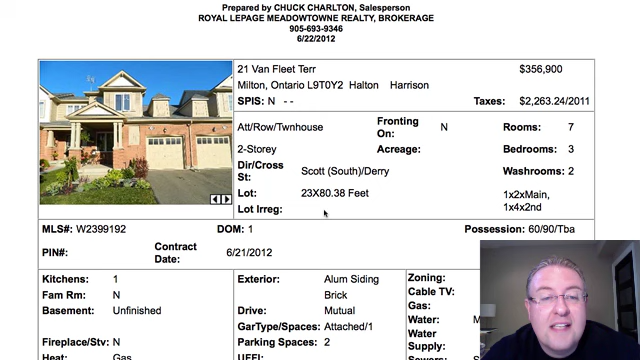 Prepared by CHUCK CHARLTON, Salesperson
ROYAL LEPAGE MEADOWTOWNE REALTY, BROKERAGE
905-693-9346
6/22/2012
21 Van Fleet Terr $356,900
Milton, Ontario L9T0Y2 Halton Harrison
SPIS: N - - Taxes: $2,263.24/2011
Att/Row/Twnhouse Fronting On: N Rooms: 7
2-Storey Acreage: Bedrooms: 3
Dir/Cross St: Scott (South)/Derry Washrooms: 2
Lot: 23X80.38 Feet 1x2xMain,
Lot Irreg: 1x4x2nd
MLS#: W2399192 DOM: 1 Possession: 60/90/Tba
PIN#: Contract Date: 6/21/2012
Kitchens: 1 Exterior: Alum Siding Zoning:
Fam Rm: N Brick Cable TV:
Basement: Unfinished Drive: Mutual Gas:
GarType/Spaces: Attached/1 Water:
Fireplace/Stv: N Parking Spaces: 2 Water Supply:
Heat: Gas UFFI: Sewers: